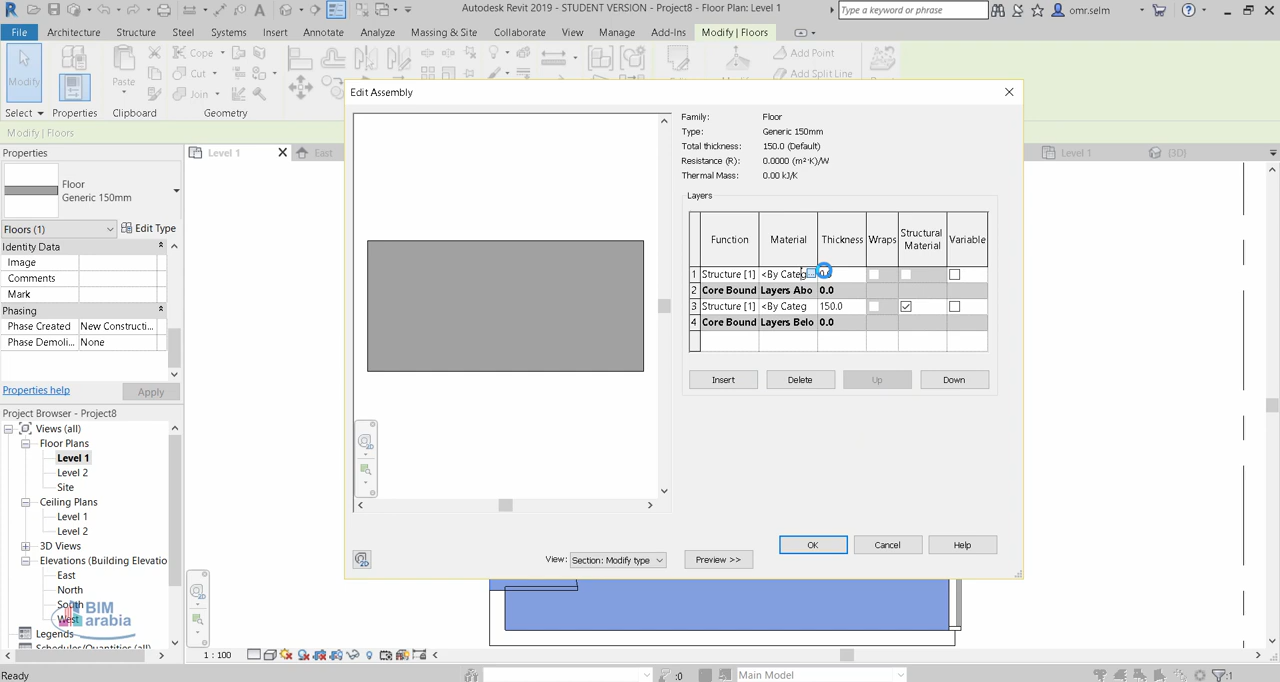 Autodesk Revit 2019 - STUDENT VERSION - Project8 - Floor Plan: Level 1
Type a keyword or phrase
omr.selm
File Architecture Structure Steel Systems Insert Annotate Analyze Massing & Site Collaborate View Manage Add-Ins Modify | Floors
Modify
Paste
Cope
Cut
Join
Add Point
Add Split Line
Select Properties Clipboard Geometry
Modify | Floors
Properties
Level 1
East
Level 1
{3D}
Floor
Generic 150mm
Floors (1)
Edit Type
Identity Data
Image
Comments
Mark
Phasing
Phase Created New Constructi...
Phase Demoli... None
Properties help
Apply
Project Browser - Project8
Views (all)
Floor Plans
Level 1
Level 2
Site
Ceiling Plans
Level 1
Level 2
3D Views
Elevations (Building Elevatio
East
North
South
West
Legends
Schedules/Quantities (all)
BIM
arabia
Edit Assembly
Family: Floor
Type: Generic 150mm
Total thickness: 150.0 (Default)
Resistance (R): 0.0000 (m²·K)/W
Thermal Mass: 0.00 kJ/K
Layers
Function Material Thickness Wraps Structural Material Variable
1 Structure [1] <By Categ 0.0
2 Core Bound Layers Abo 0.0
3 Structure [1] <By Categ 150.0
4 Core Bound Layers Belo 0.0
Insert Delete Up Down
View: Section: Modify type Preview >>
OK Cancel Help
1 : 100
Ready
:0
Main Model
:1